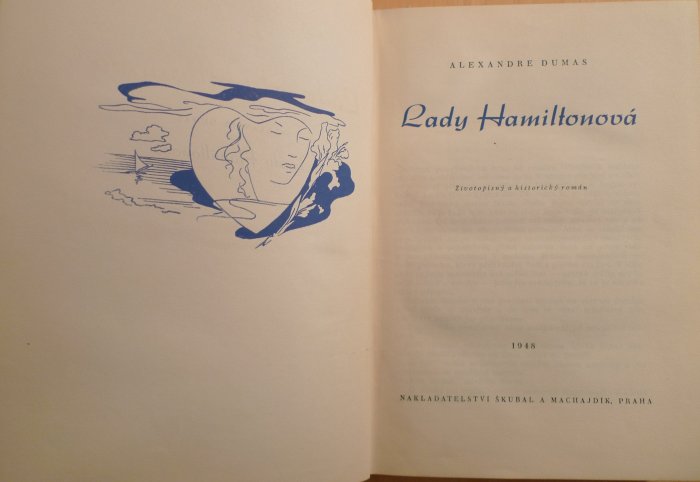 ALEXANDRE DUMAS
Lady Hamiltonová
Životopisný a historický román
1948
NAKLADATELSTVÍ ŠKUBAL A MACHAJDÍK, PRAHA